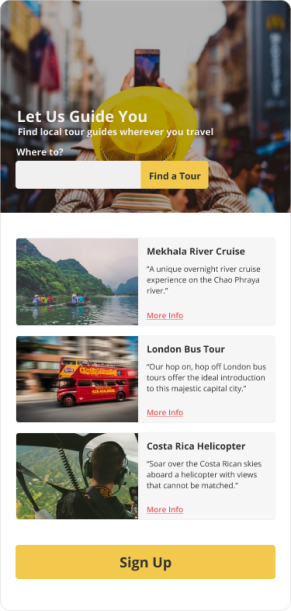 Let Us Guide You
Find local tour guides wherever you travel
Where to?
Find a Tour
Mekhala River Cruise
“A unique overnight river cruise
experience on the Chao Phraya
river.”
More Info
London Bus Tour
“Our hop on, hop off London bus
tours offer the ideal introduction
to this majestic capital city.”
More Info
Costa Rica Helicopter
“Soar over the Costa Rican skies
aboard a helicopter with views
that cannot be matched.”
More Info
Sign Up